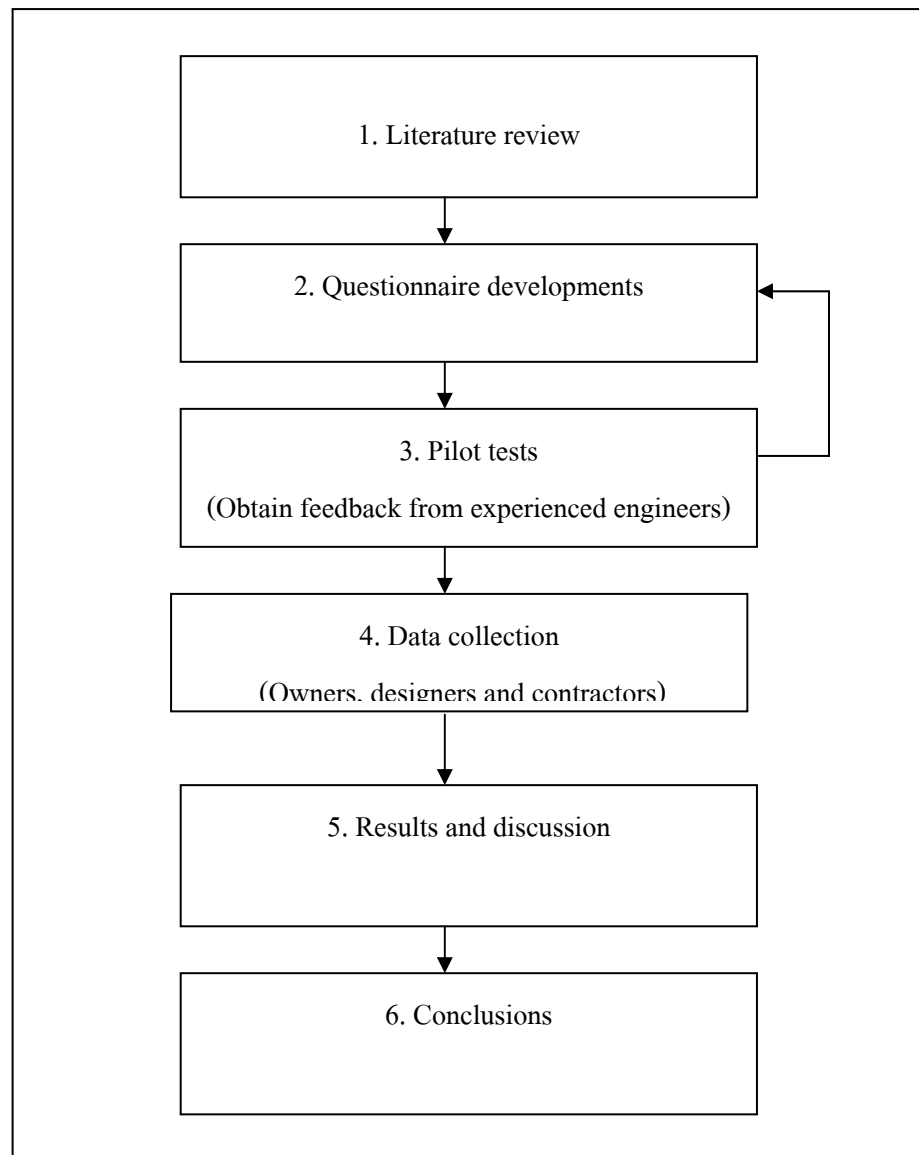 1. Literature review
2. Questionnaire developments
3. Pilot tests
(Obtain feedback from experienced engineers)
4. Data collection
(Owners, designers and contractors)
5. Results and discussion
6. Conclusions